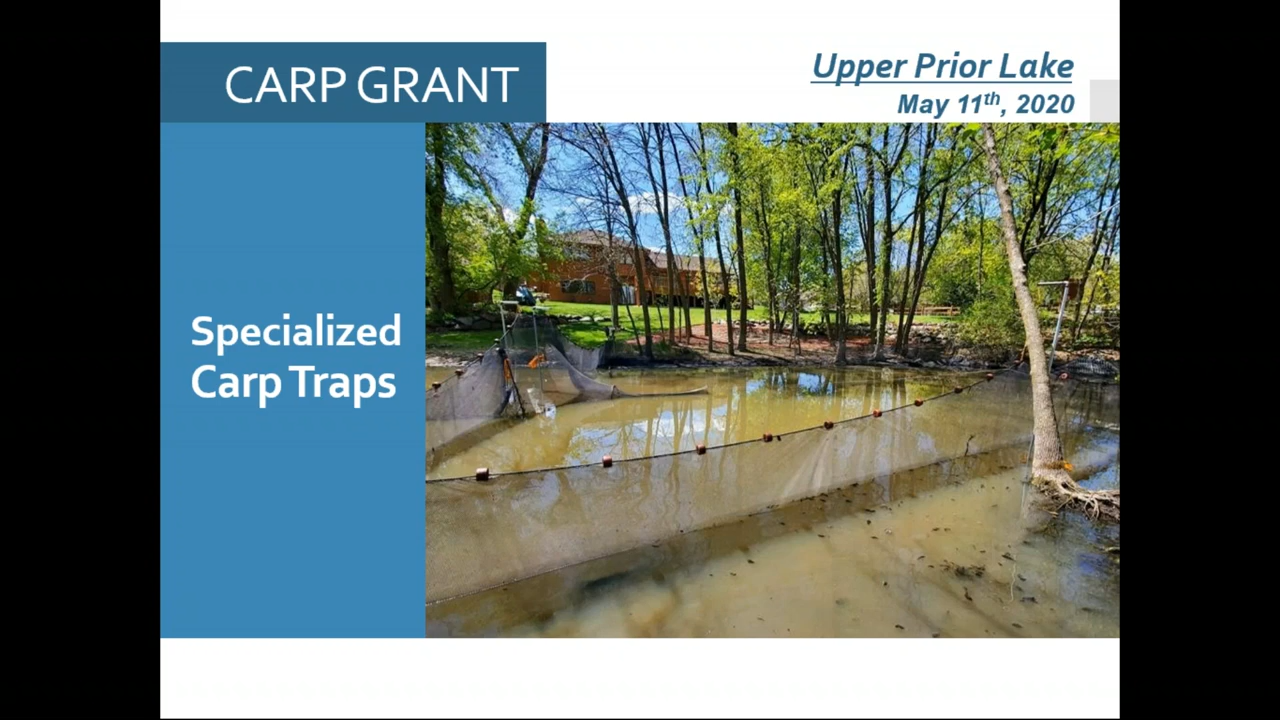 CARP GRANT
Upper Prior Lake
May 11th, 2020
Specialized
Carp Traps